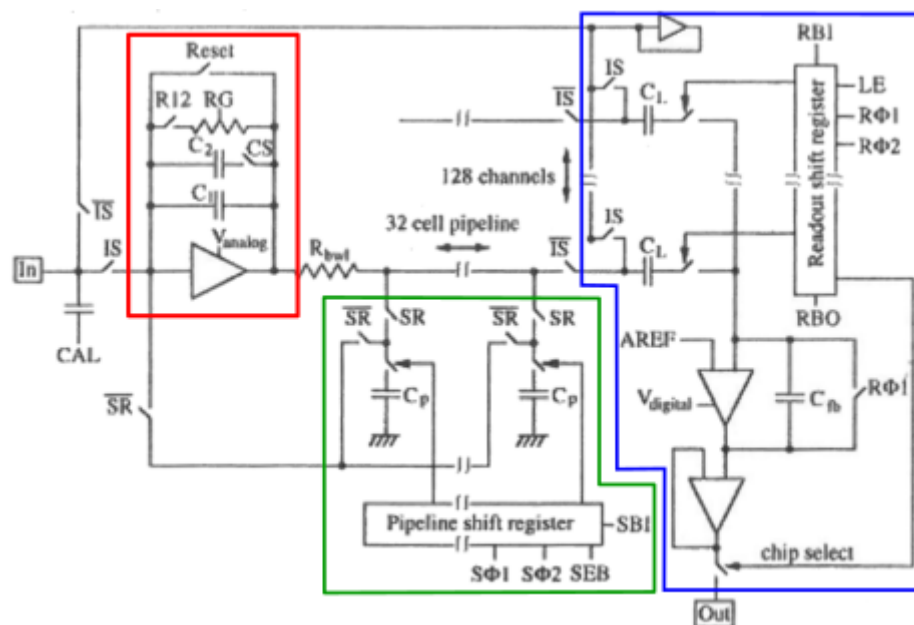 Reset
R12
RG
C2
CS
C1
Vanalog
IS
IS
In
CAL
SR
Rbwl
32 cell pipeline
128 channels
IS
IS
CL
IS
IS
CL
RB1
LE
RΦ1
RΦ2
Readout shift register
RBO
SR
SR
SR
SR
Cp
Cp
Pipeline shift register
SB1
SΦ1
SΦ2
SEB
AREF
Vdigital
Cfb
RΦ1
chip select
Out